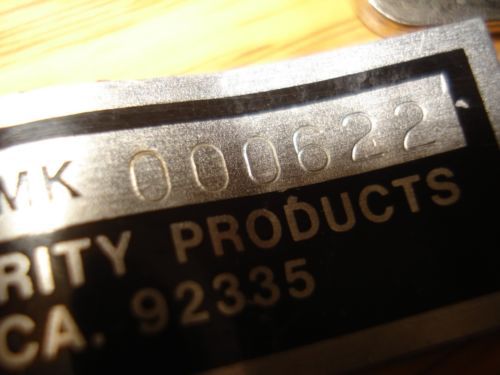 MK 000622
RITY PRODUCTS
CA. 92335